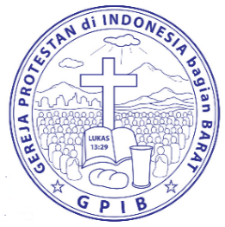 GEREJA PROTESTAN di INDONESIA bagian BARAT
LUKAS
13:29
GPIB